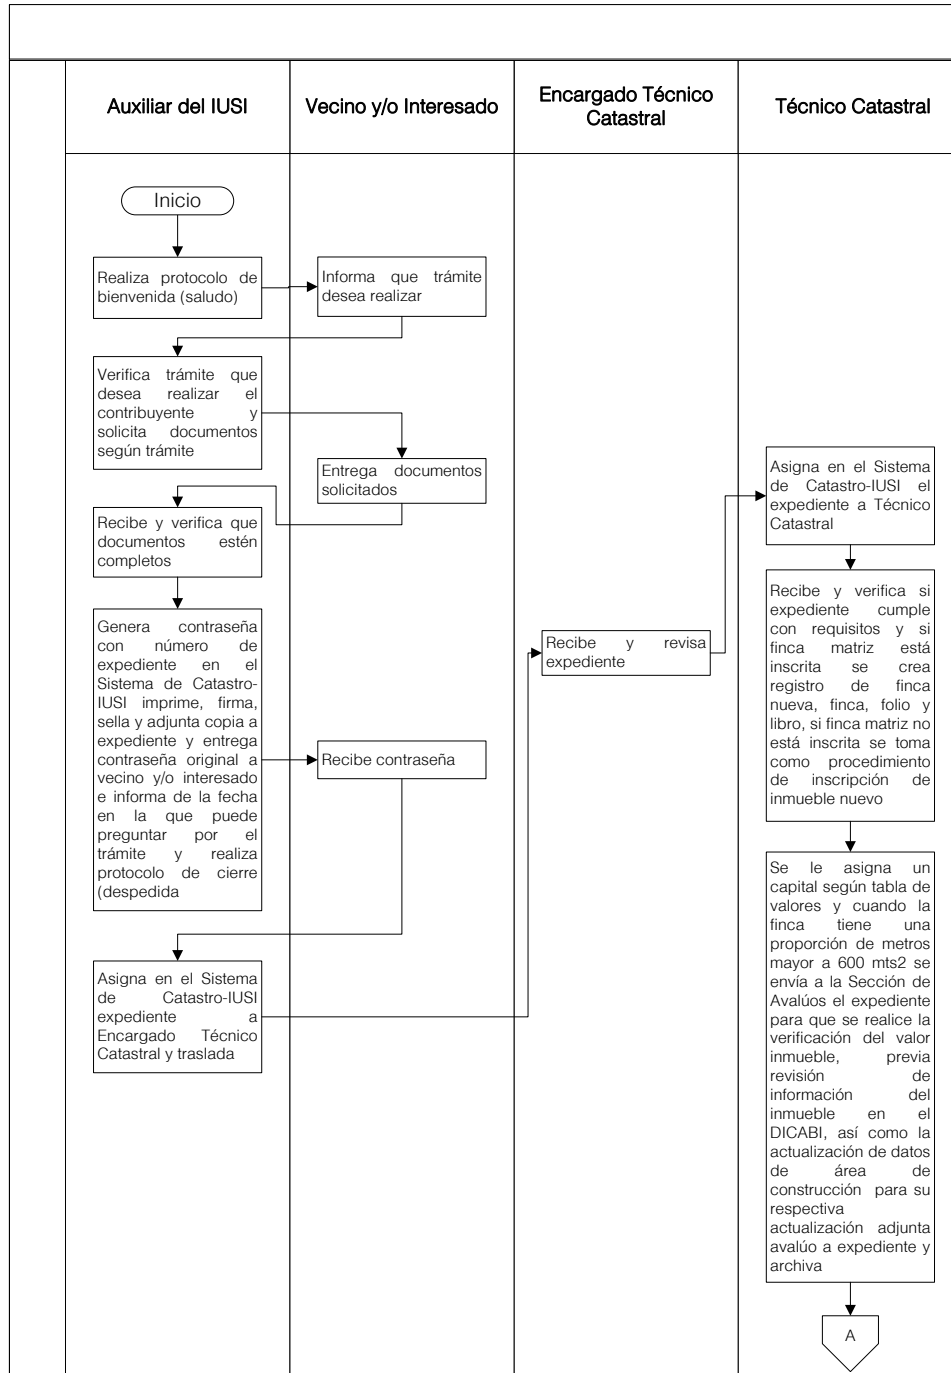 Auxiliar del IUSI
Vecino y/o Interesado
Encargado Técnico
Catastral
Técnico Catastral
Inicio
Realiza protocolo de
bienvenida (saludo)
Informa que trámite
desea realizar
Verifica trámite que
desea realizar el
contribuyente y
solicita documentos
según trámite
Entrega documentos
solicitados
Recibe y verifica que
documentos estén
completos
Genera contraseña
con número de
expediente en el
Sistema de Catastro-
IUSI imprime, firma,
sella y adjunta copia a
expediente y entrega
contraseña original a
vecino y/o interesado
e informa de la fecha
en la que puede
preguntar por el
trámite y realiza
protocolo de cierre
(despedida
Recibe contraseña
Asigna en el Sistema
de Catastro-IUSI
expediente a
Encargado Técnico
Catastral y traslada
Recibe y revisa
expediente
Asigna en el Sistema
de Catastro-IUSI el
expediente a Técnico
Catastral
Recibe y verifica si
expediente cumple
con requisitos y si
finca matriz está
inscrita se crea
registro de finca
nueva, finca, folio y
libro, si finca matriz no
está inscrita se toma
como procedimiento
de inscripción de
inmueble nuevo
Se le asigna un
capital según tabla de
valores y cuando la
finca tiene una
proporción de metros
mayor a 600 mts2 se
envía a la Sección de
Avalúos el expediente
para que se realice la
verificación del valor
inmueble, previa
revisión de
información del
inmueble en el
DICABI, así como la
actualización de datos
de área de
construcción para su
respectiva
actualización adjunta
avalúo a expediente y
archiva
A